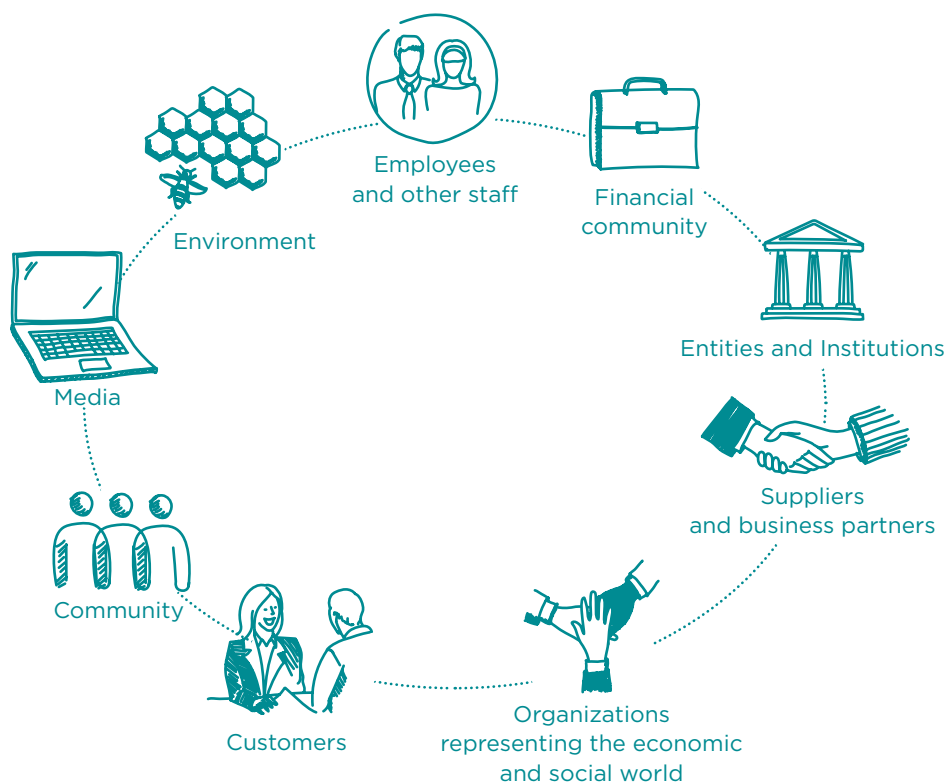 Employees
and other staff
Financial
community
Environment
Entities and Institutions
Media
Suppliers
and business partners
Community
Organizations
representing the economic
and social world
Customers